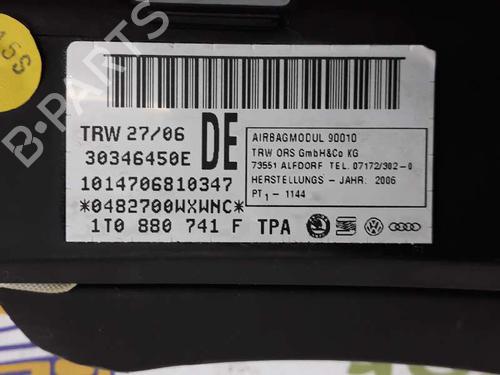 45S
B-PARTS
TRW 27/06
30346450E
DE
1014706810347
*0482700WXWNC*
1T0 880 741 F TPA
AIRBAGMODUL 90010
TRW ORS GmbH&Co KG
73551 ALFDORF TEL. 07172/302-0
HERSTELLUNGS - JAHR: 2006
PT1 - 1144